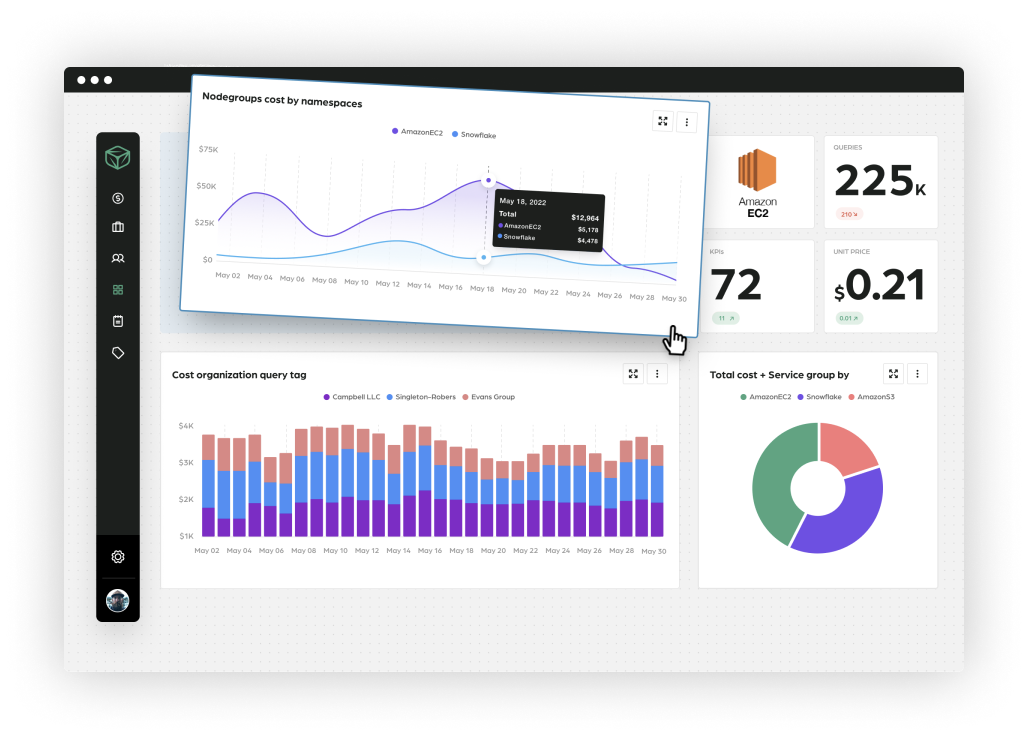 Nodegroups cost by namespaces
AmazonEC2 Snowflake
$75K
$50K
$25K
$0
May 02 May 04 May 06 May 08 May 10 May 12 May 14 May 16 May 18 May 20 May 22 May 24 May 26 May 28 May 30
May 18, 2022
Total $12,964
AmazonEC2 $5,178
Snowflake $4,478
Amazon
EC2
QUERIES
225K
210
KPIs
72
11
UNIT PRICE
$0.21
0.01
Cost organization query tag
Campbell LLC Singleton-Robers Evans Group
$4K
$3K
$2K
$1K
May 02 May 04 May 06 May 08 May 10 May 12 May 14 May 16 May 18 May 20 May 22 May 24 May 26 May 28 May 30
Total cost + Service group by
AmazonEC2 Snowflake AmazonS3